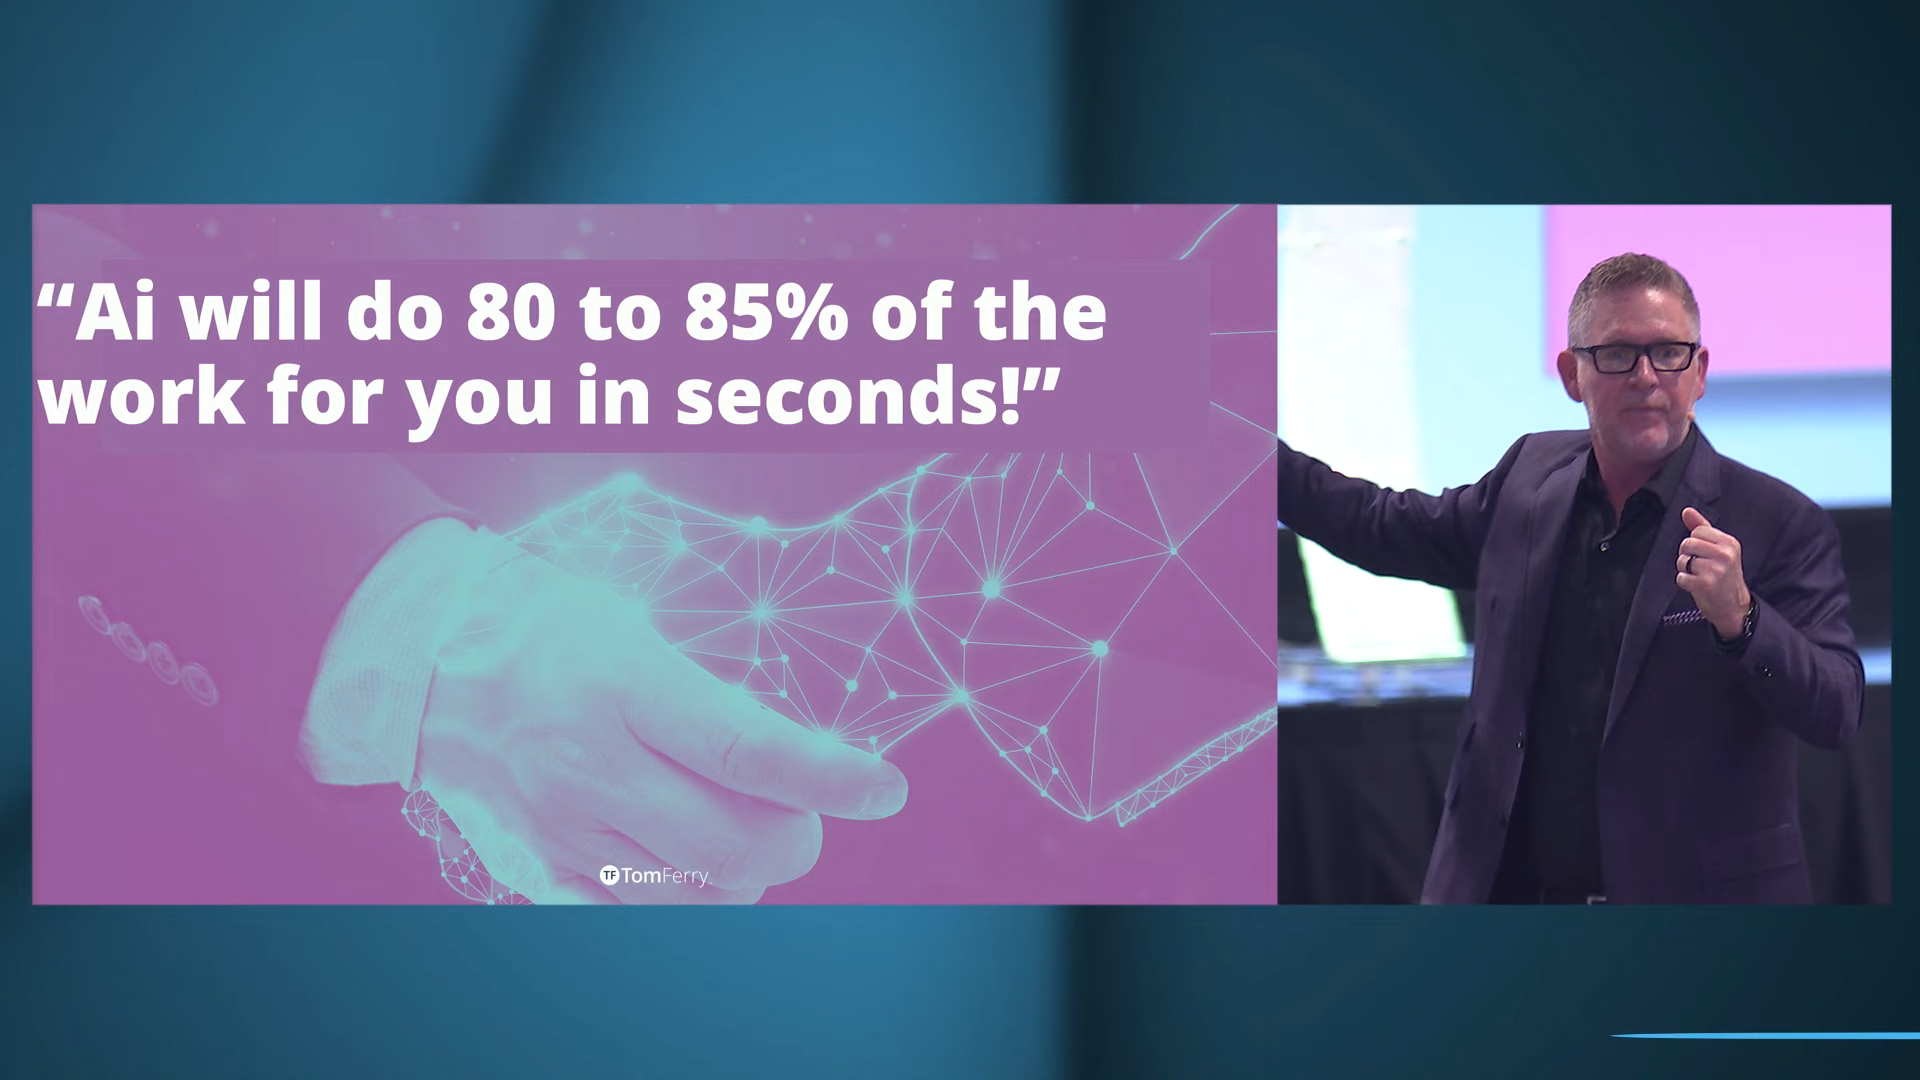 “Ai will do 80 to 85% of the
work for you in seconds!”
TF TomFerry